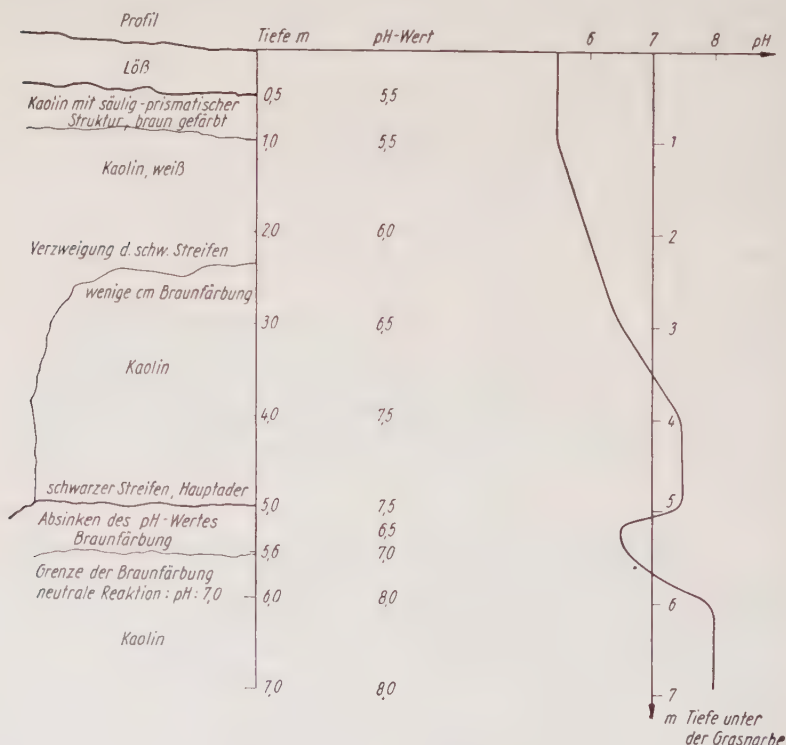 Profil
Tiefe m
pH-Wert
6 7 8 pH
Löß
0,5 5,5
Kaolin mit säulig-prismatischer
Struktur, braun gefärbt
1,0 5,5
1
Kaolin, weiß
2,0 6,0
2
Verzweigung d. schw. Streifen
wenige cm Braunfärbung
3,0 6,5
3
Kaolin
4,0 7,5
4
schwarzer Streifen, Hauptader
5,0 7,5
5
Absinken des pH-Wertes
Braunfärbung
6,5
5,6 7,0
Grenze der Braunfärbung
neutrale Reaktion : pH : 7,0
6,0 8,0
6
Kaolin
7,0 8,0
7
m Tiefe unter
der Grasnarbe